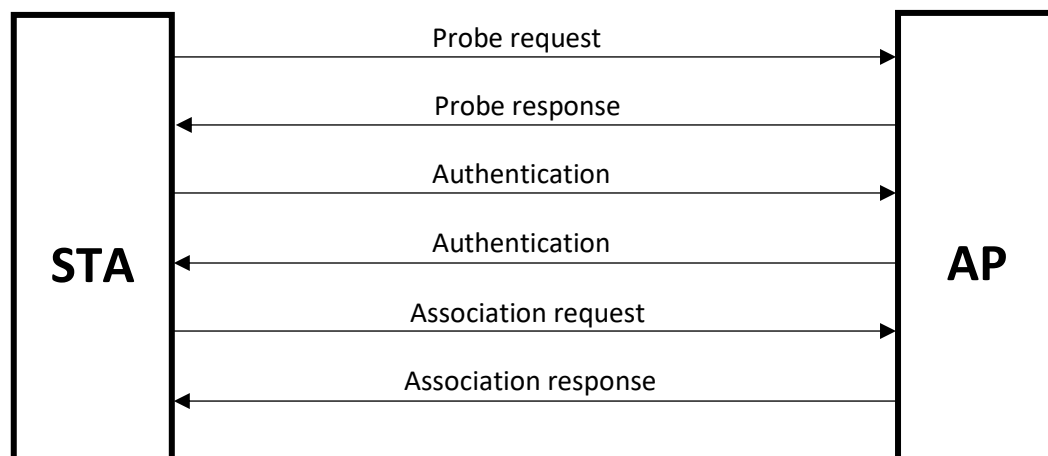 Probe request
Probe response
Authentication
Authentication
STA
AP
Association request
Association response